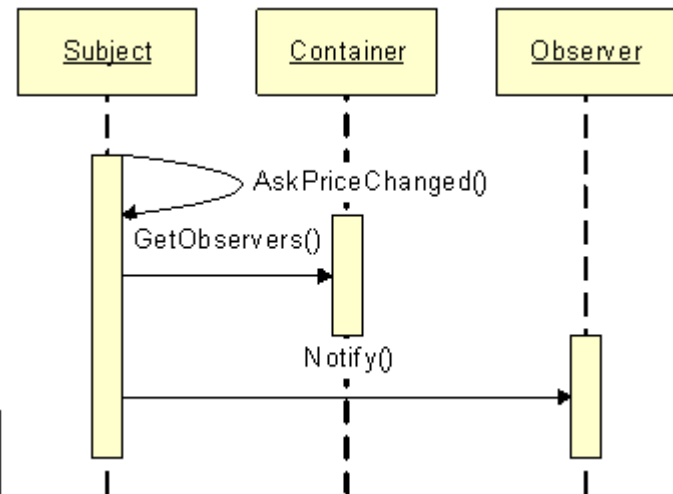 Subject
Container
Observer
AskPriceChanged()
GetObservers()
Notify()